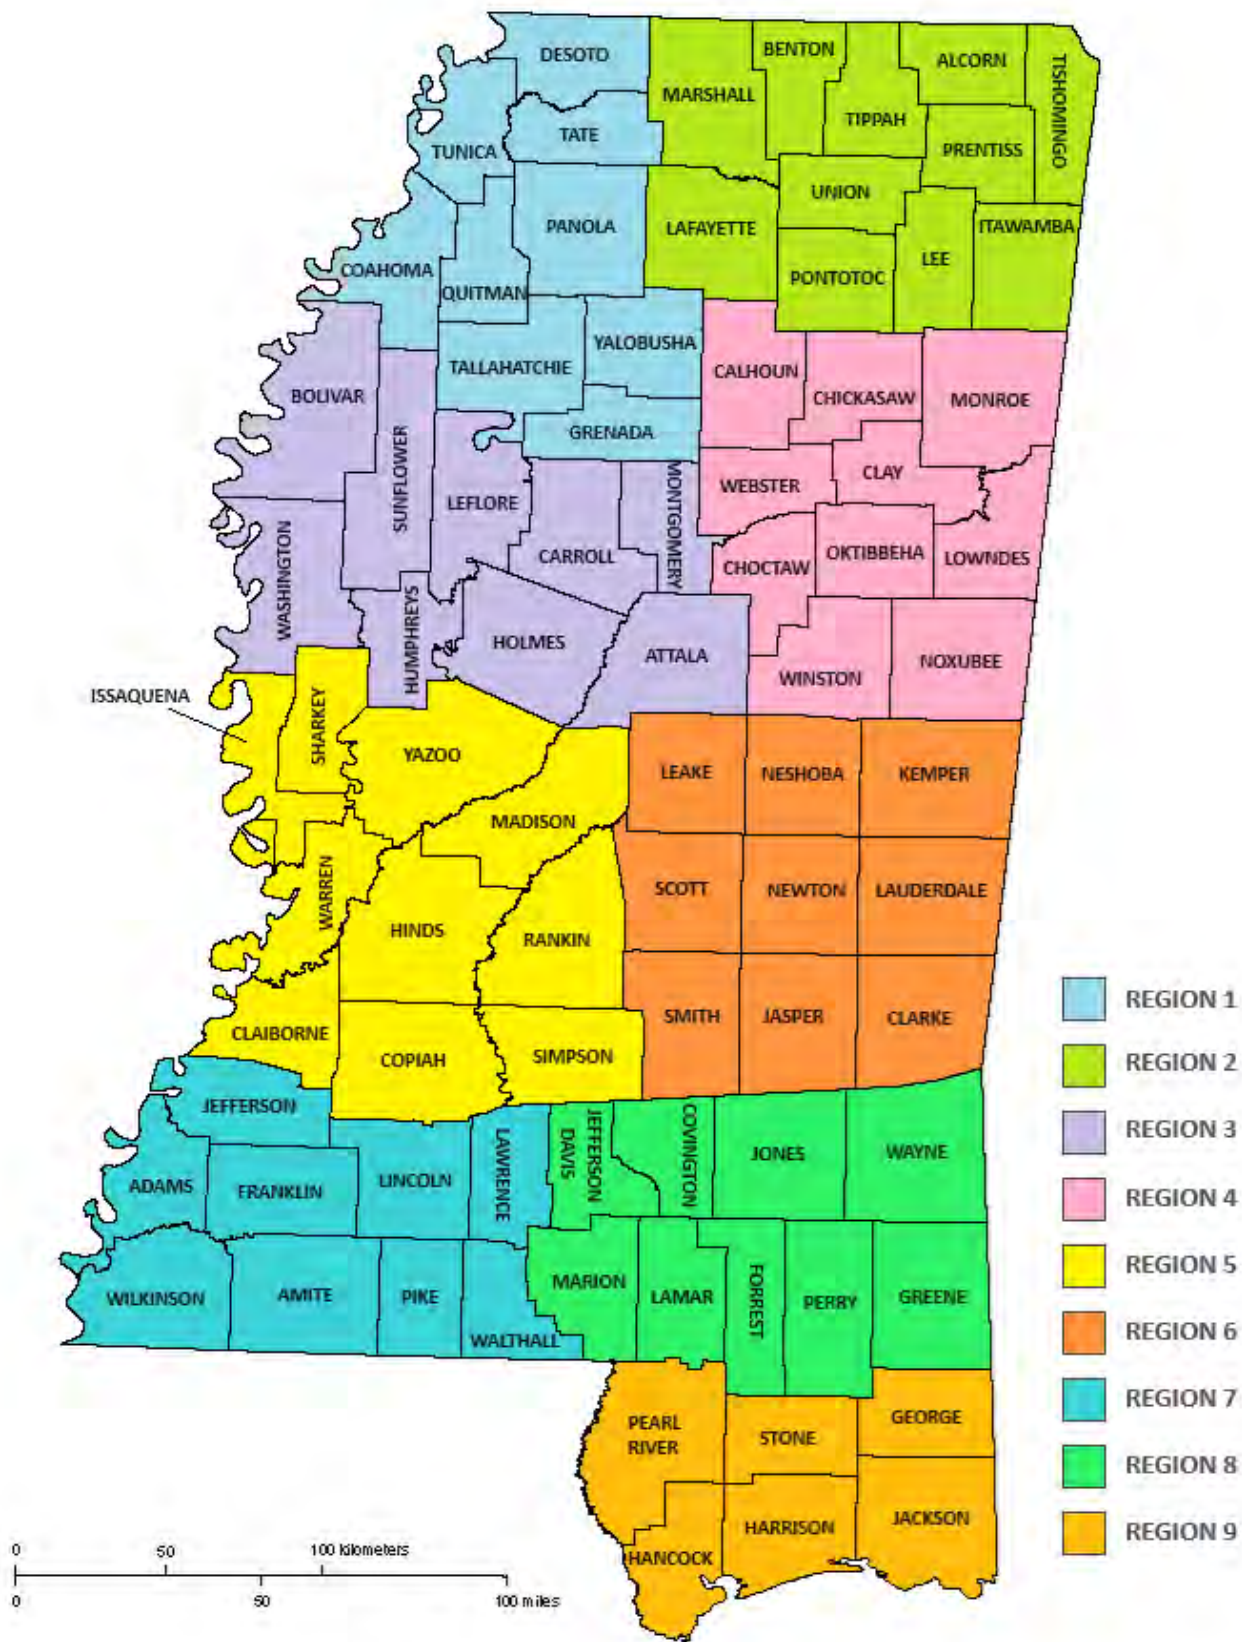 DESOTO
BENTON
ALCORN
TISHOMINGO
MARSHALL
TIPPAH
TATE
TUNICA
PRENTISS
UNION
PANOLA
LAFAYETTE
ITAWAMBA
LEE
COAHOMA
PONTOTOC
QUITMAN
YALOBUSHA
TALLAHATCHIE
CALHOUN
CHICKASAW
MONROE
BOLIVAR
GRENADA
SUNFLOWER
CLAY
WEBSTER
MONTGOMERY
LEFLORE
CARROLL
OKTIBBEHA
LOWNDES
CHOCTAW
WASHINGTON
HUMPHREYS
HOLMES
ATTALA
NOXUBEE
WINSTON
ISSAQUENA
SHARKEY
YAZOO
LEAKE
NESHOBA
KEMPER
MADISON
WARREN
SCOTT
NEWTON
LAUDERDALE
HINDS
RANKIN
SMITH
JASPER
CLARKE
CLAIBORNE
COPIAH
SIMPSON
JEFFERSON
LAWRENCE
JEFFERSON
DAVIS
COVINGTON
JONES
WAYNE
ADAMS
FRANKLIN
LINCOLN
WILKINSON
AMITE
PIKE
WALTHALL
MARION
LAMAR
FORREST
PERRY
GREENE
PEARL
RIVER
STONE
GEORGE
HANCOCK
HARRISON
JACKSON
REGION 1
REGION 2
REGION 3
REGION 4
REGION 5
REGION 6
REGION 7
REGION 8
REGION 9
0 50 100 kilometers
0 50 100 miles